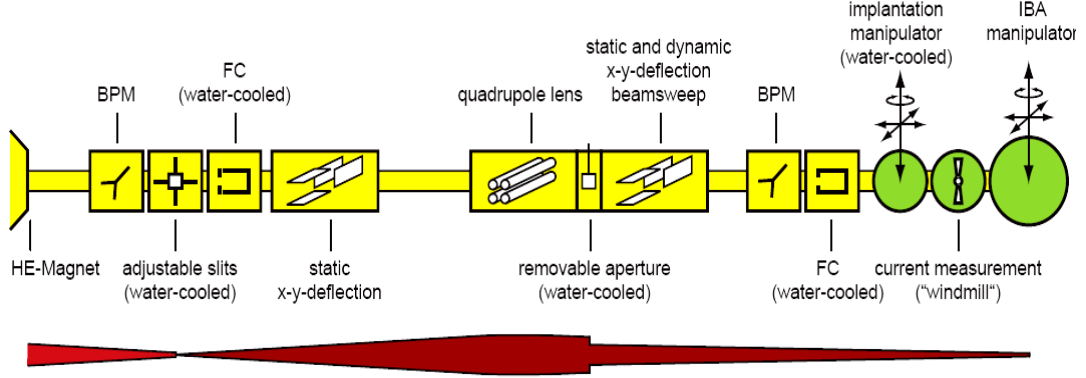 implantation
manipulator
(water-cooled)
IBA
manipulator
static and dynamic
x-y-deflection
beamsweep
FC
(water-cooled)
BPM
quadrupole lens
BPM
HE-Magnet
adjustable slits
(water-cooled)
static
x-y-deflection
removable aperture
(water-cooled)
FC
(water-cooled)
current measurement
("windmill")